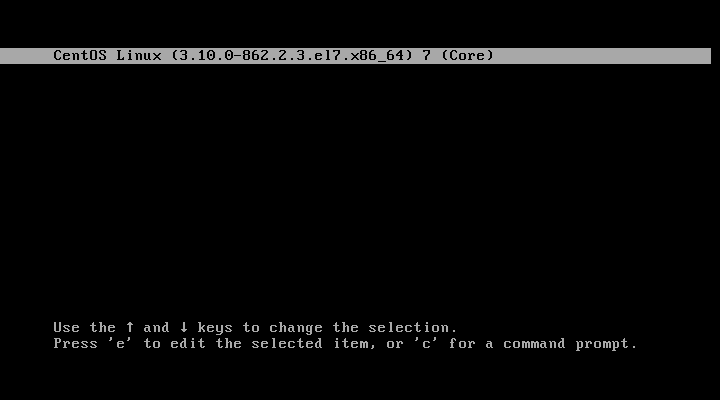 CentOS Linux (3.10.0-862.2.3.el7.x86_64) 7 (Core)
Use the ↑ and ↓ keys to change the selection.
Press 'e' to edit the selected item, or 'c' for a command prompt.